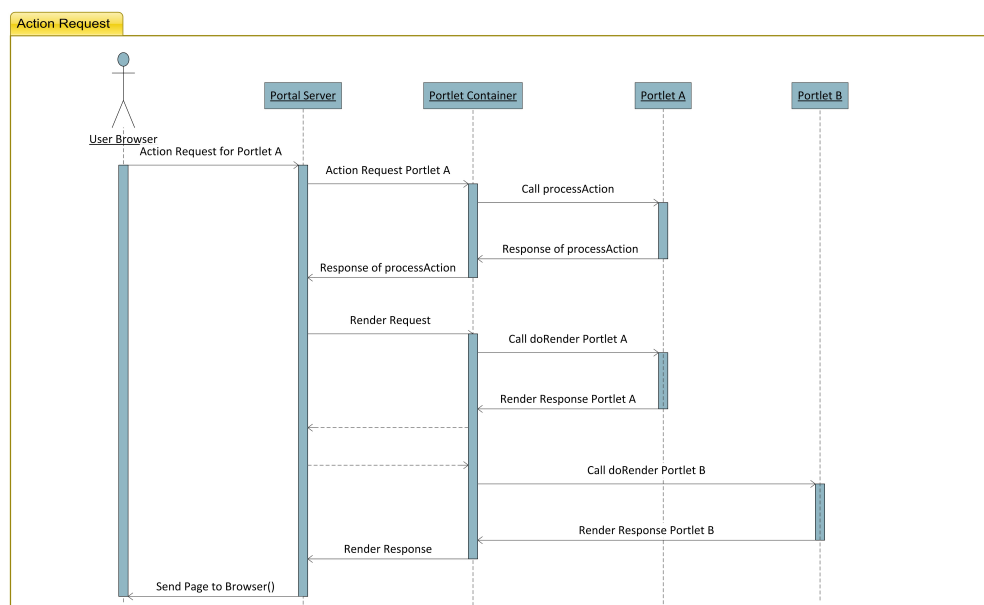 Action Request
Portal Server
Portlet Container
Portlet A
Portlet B
User Browser
Action Request for Portlet A
Action Request Portlet A
Call processAction
Response of processAction
Response of processAction
Render Request
Call doRender Portlet A
Render Response Portlet A
Call doRender Portlet B
Render Response Portlet B
Render Response
Send Page to Browser()